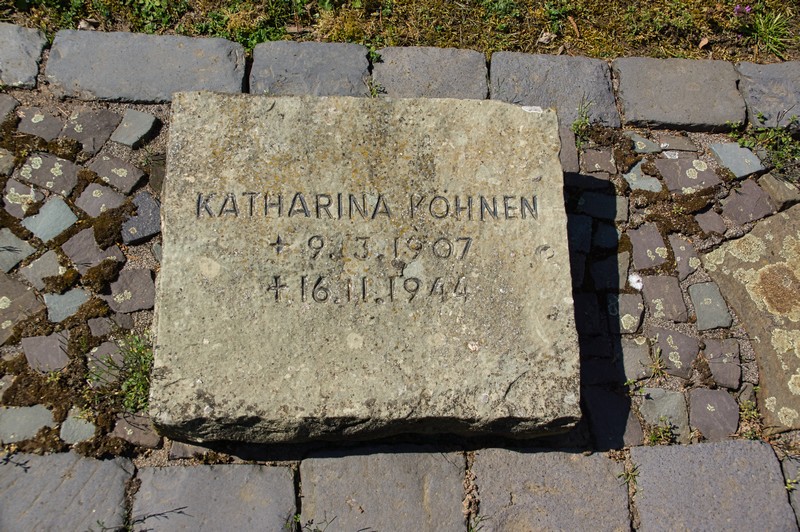 KATHARINA KÖHNEN
+ 9.3.1907
+ 16.11.1944